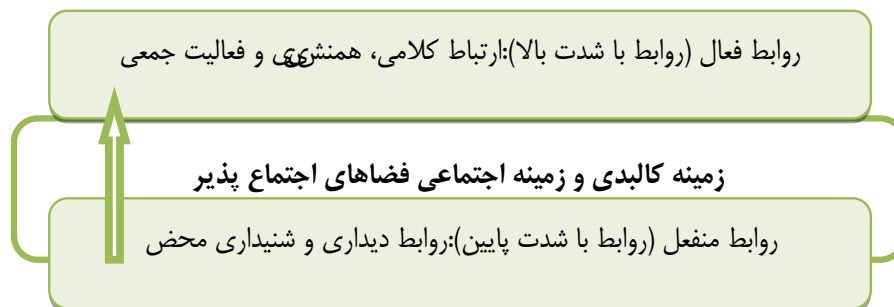 روابط فعال (روابط با شدت بالا):ارتباط کلامی، و فعالیت جمعی
زمینه کالبدی و زمینه اجتماعی فضاهای اجتماع پذیر
روابط منفعل (روابط با شدت پایین):روابط دیداری و شنیداری محض